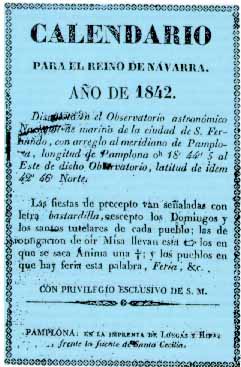 CALENDARIO
PARA EL REINO DE NAVARRA.
AÑO DE 1842.
en el Observatorio astronómico
de marina de la ciudad de S. Fer-
nando, con arreglo al meridiano de Pamplo-
na, longitud de Pamplona 0h 18' 44" 5 al
Este de dicho Observatorio, latitud de idem
42° 46' Norte.
Las fiestas de precepto van señaladas con
letra bastardilla, escepto los Domingos y
los santos tutelares de cada pueblo; las de
obligacion de oir Misa llevan esta los en
que se saca Anima una †; y los pueblos en
que hay feria esta palabra, Feria, &c.
CON PRIVILEGIO ESCLUSIVO DE S. M.
PAMPLONA: EN LA IMPRENTA DE LONGÁS Y RIPA,
frente la fuente de Santa Cecilia.